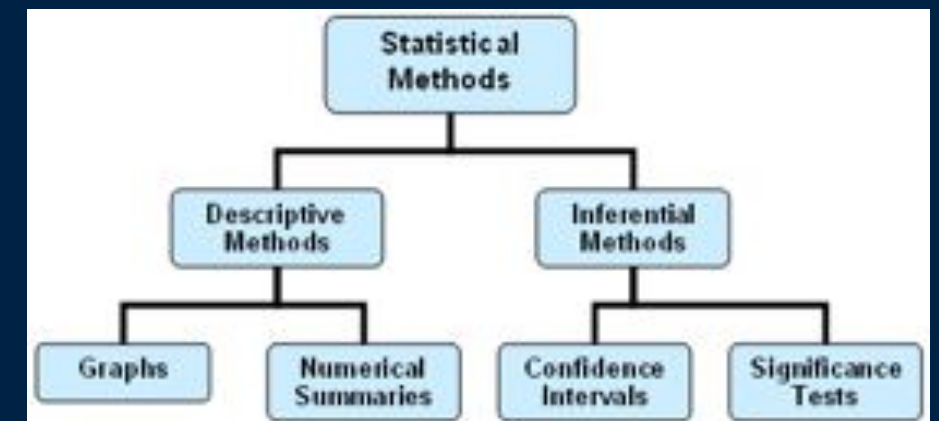 Statistical
Methods
Descriptive
Methods
Inferential
Methods
Graphs
Numerical
Summaries
Confidence
Intervals
Significance
Tests